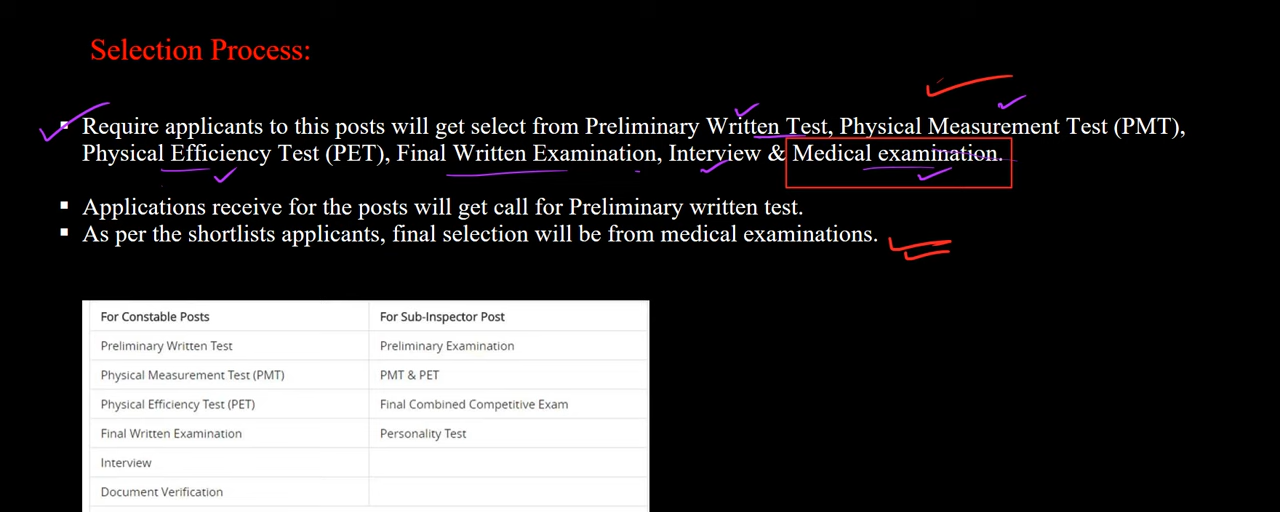 Selection Process:
▪ Require applicants to this posts will get select from Preliminary Written Test, Physical Measurement Test (PMT),
Physical Efficiency Test (PET), Final Written Examination, Interview & Medical examination.
▪ Applications receive for the posts will get call for Preliminary written test.
▪ As per the shortlists applicants, final selection will be from medical examinations.
For Constable Posts For Sub-Inspector Post
Preliminary Written Test Preliminary Examination
Physical Measurement Test (PMT) PMT & PET
Physical Efficiency Test (PET) Final Combined Competitive Exam
Final Written Examination Personality Test
Interview
Document Verification